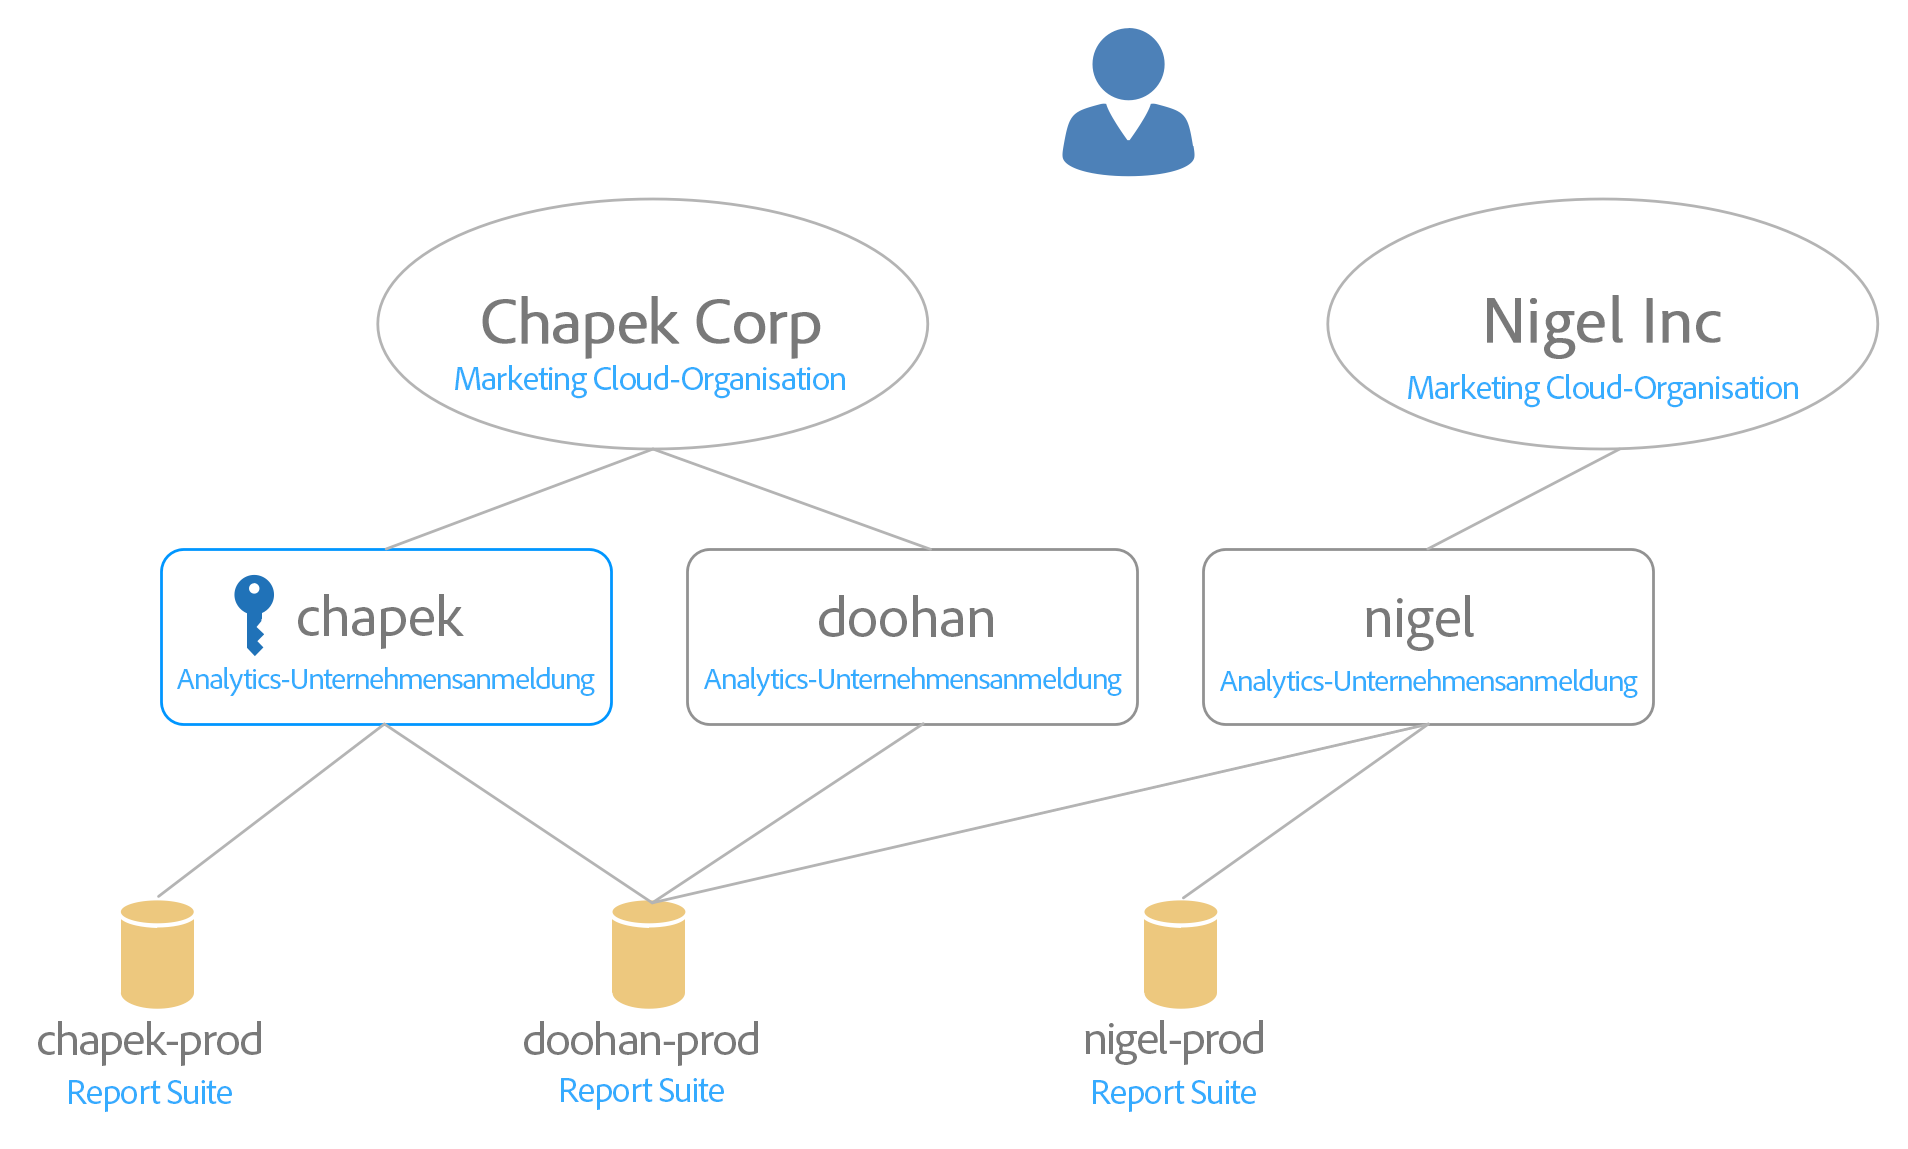 Chapek Corp
Marketing Cloud-Organisation
Nigel Inc
Marketing Cloud-Organisation
chapek
Analytics-Unternehmensanmeldung
doohan
Analytics-Unternehmensanmeldung
nigel
Analytics-Unternehmensanmeldung
chapek-prod
Report Suite
doohan-prod
Report Suite
nigel-prod
Report Suite